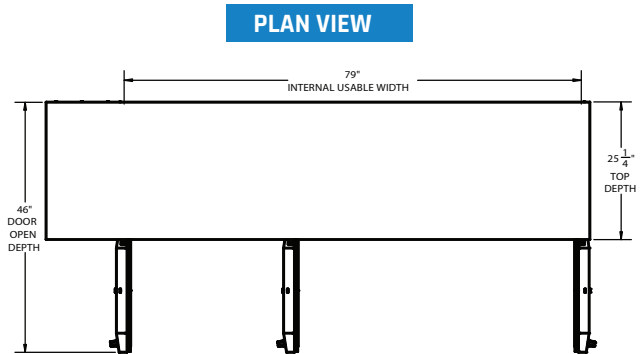 PLAN VIEW
79"
INTERNAL USABLE WIDTH
25 1/4"
TOP
DEPTH
46"
DOOR
OPEN
DEPTH